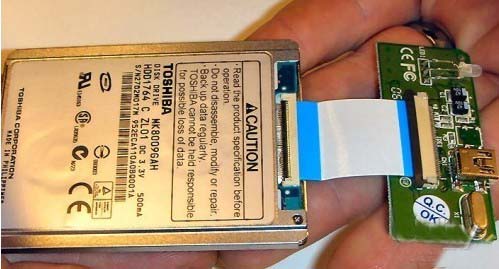 ⚠CAUTION
• Read the product specification before
operation.
• Do not disassemble, modify or repair.
• Back up data regularly.
TOSHIBA cannot be held responsible
for possible loss of data.
TOSHIBA
DISK DRIVE MK8009GAH
HDD1764 C ZL01 DC 3.3V 500mA
TOSHIBA CORPORATION
MADE IN PHILIPPINES
CE FC
Q.C.
OK
X1